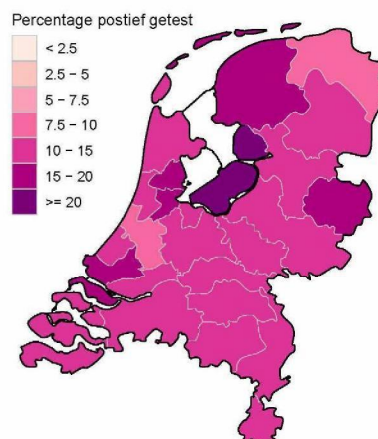 Percentage postief getest
< 2.5
2.5 – 5
5 – 7.5
7.5 – 10
10 – 15
15 – 20
>= 20